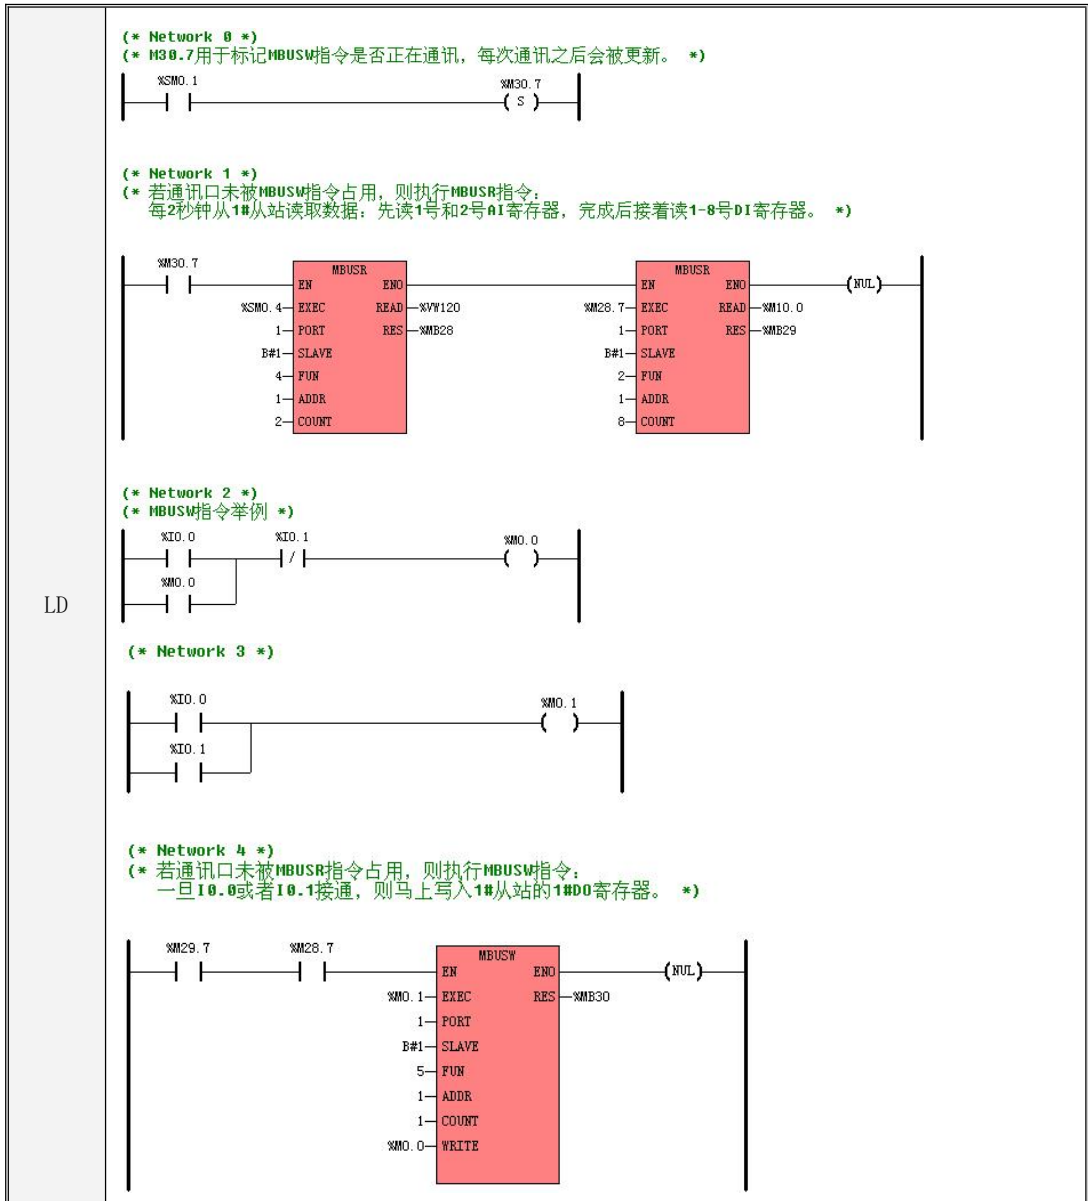 (* Network 0 *)
(* M30.7用于标记MBUSW指令是否正在通讯，每次通讯之后会被更新。 *)
%SM0.1 %M30.7
( S )
(* Network 1 *)
(* 若通讯口未被MBUSW指令占用，则执行MBUSR指令：
每2秒钟从1#从站读取数据：先读1号和2号AI寄存器，完成后接着读1-8号DI寄存器。 *)
%M30.7 MBUSR MBUSR
EN ENO EN ENO (NUL)
%SM0.4 EXEC READ %VW120 %M28.7 EXEC READ %M10.0
1 PORT RES %MB28 1 PORT RES %MB29
B#1 SLAVE B#1 SLAVE
4 FUN 2 FUN
1 ADDR 1 ADDR
2 COUNT 8 COUNT
(* Network 2 *)
(* MBUSW指令举例 *)
%I0.0 %I0.1 %M0.0
/ ( )
%M0.0
LD
(* Network 3 *)
%I0.0 %M0.1
( )
%I0.1
(* Network 4 *)
(* 若通讯口未被MBUSR指令占用，则执行MBUSW指令：
一旦I0.0或者I0.1接通，则马上写入1#从站的1#DO寄存器。 *)
%M29.7 %M28.7 MBUSW
EN ENO (NUL)
%M0.1 EXEC RES %MB30
1 PORT
B#1 SLAVE
5 FUN
1 ADDR
1 COUNT
%M0.0 WRITE